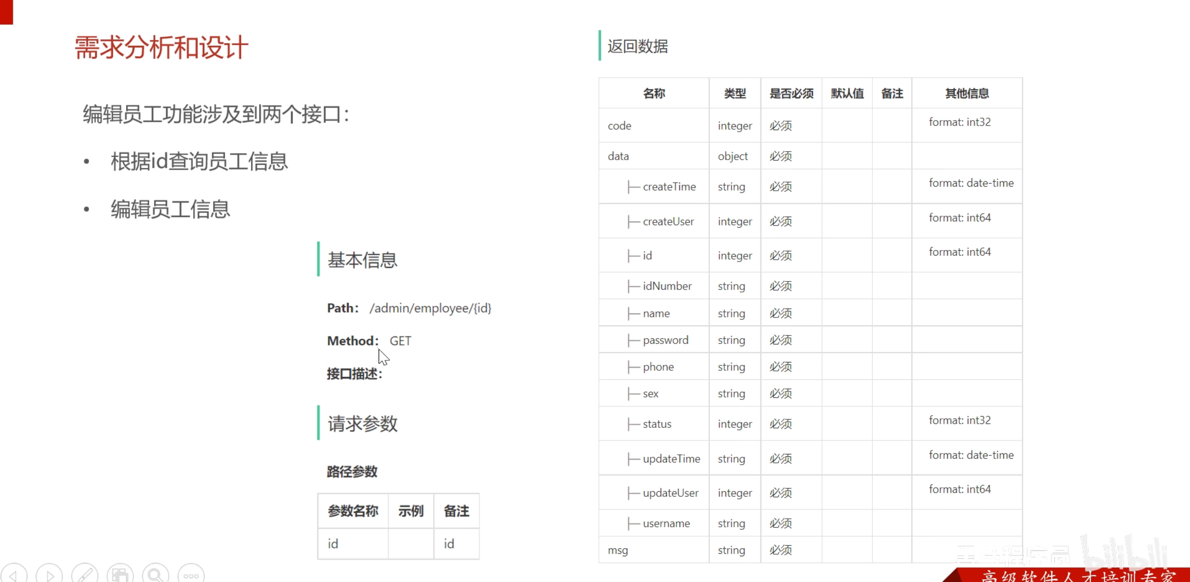 需求分析和设计
编辑员工功能涉及到两个接口：
• 根据id查询员工信息
• 编辑员工信息
基本信息
Path： /admin/employee/{id}
Method： GET
接口描述：
请求参数
路径参数
参数名称 示例 备注
id id
返回数据
名称 类型 是否必须 默认值 备注 其他信息
code integer 必须 format: int32
data object 必须
├─ createTime string 必须 format: date-time
├─ createUser integer 必须 format: int64
├─ id integer 必须 format: int64
├─ idNumber string 必须
├─ name string 必须
├─ password string 必须
├─ phone string 必须
├─ sex string 必须
├─ status integer 必须 format: int32
├─ updateTime string 必须 format: date-time
├─ updateUser integer 必须 format: int64
├─ username string 必须
msg string 必须
bilibili
高级软件人才培训专家